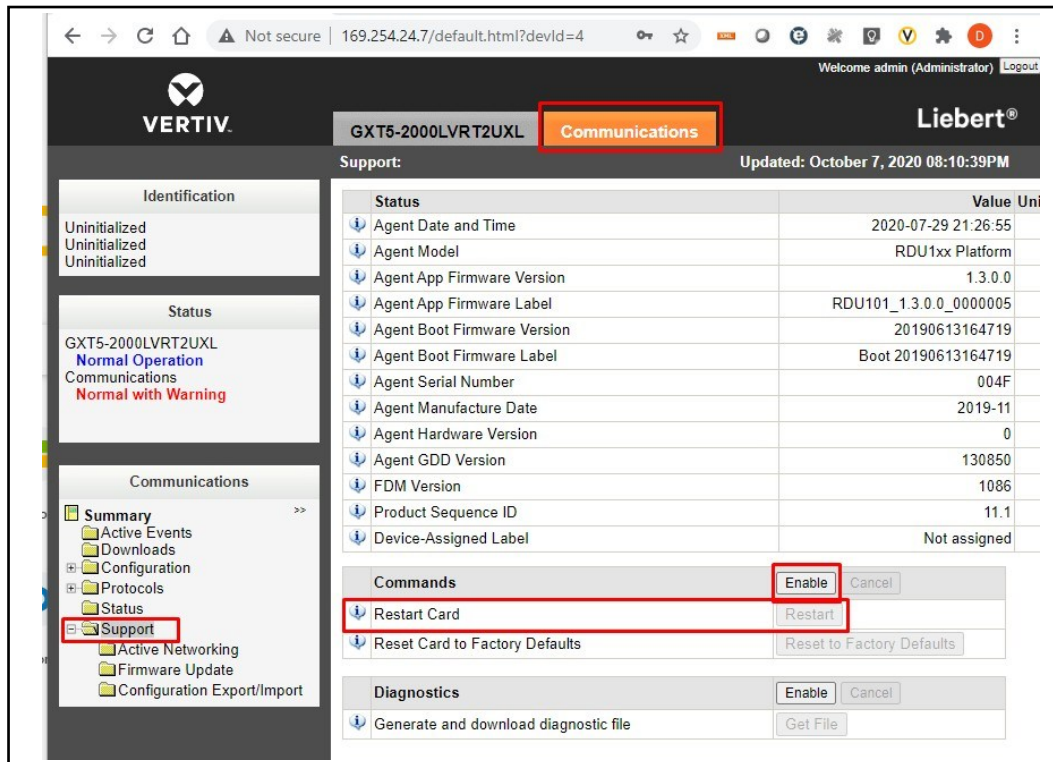 Not secure 169.254.24.7/default.html?devId=4
Welcome admin (Administrator) Logout
VERTIV.
GXT5-2000LVRT2UXL Communications
Liebert®
Support: Updated: October 7, 2020 08:10:39PM
Identification
Uninitialized
Uninitialized
Uninitialized
Status
GXT5-2000LVRT2UXL
Normal Operation
Communications
Normal with Warning
Communications
Summary >>
Active Events
Downloads
Configuration
Protocols
Status
Support
Active Networking
Firmware Update
Configuration Export/Import
Status Value Uni
Agent Date and Time 2020-07-29 21:26:55
Agent Model RDU1xx Platform
Agent App Firmware Version 1.3.0.0
Agent App Firmware Label RDU101_1.3.0.0_0000005
Agent Boot Firmware Version 20190613164719
Agent Boot Firmware Label Boot 20190613164719
Agent Serial Number 004F
Agent Manufacture Date 2019-11
Agent Hardware Version 0
Agent GDD Version 130850
FDM Version 1086
Product Sequence ID 11.1
Device-Assigned Label Not assigned
Commands Enable Cancel
Restart Card Restart
Reset Card to Factory Defaults Reset to Factory Defaults
Diagnostics Enable Cancel
Generate and download diagnostic file Get File